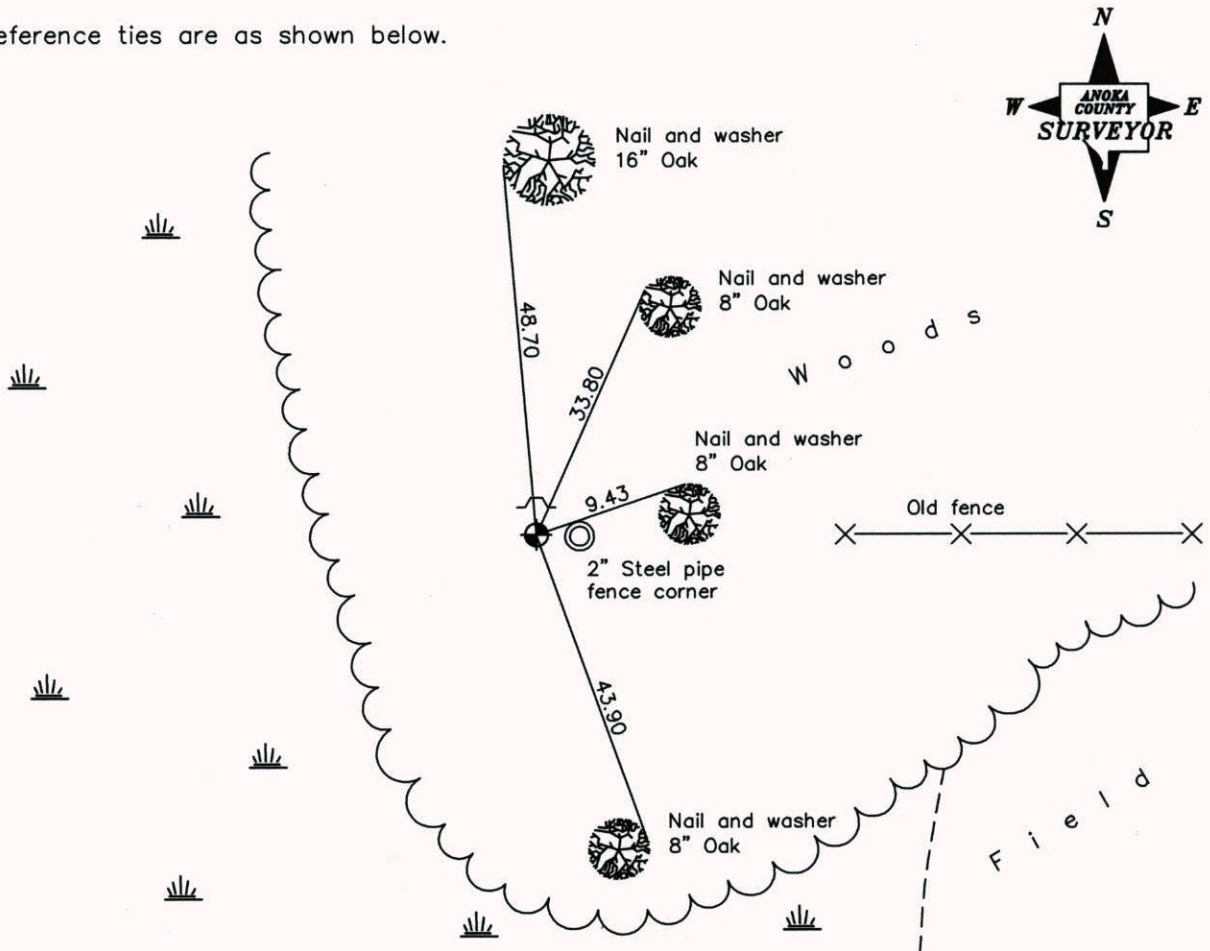 eference ties are as shown below.
N
W
ANOKA
COUNTY
E
SURVEYOR
S
Nail and washer
16" Oak
Nail and washer
8" Oak
48.70
33.80
Woods
Nail and washer
8" Oak
9.43
Old fence
2" Steel pipe
fence corner
43.90
Field
Nail and washer
8" Oak